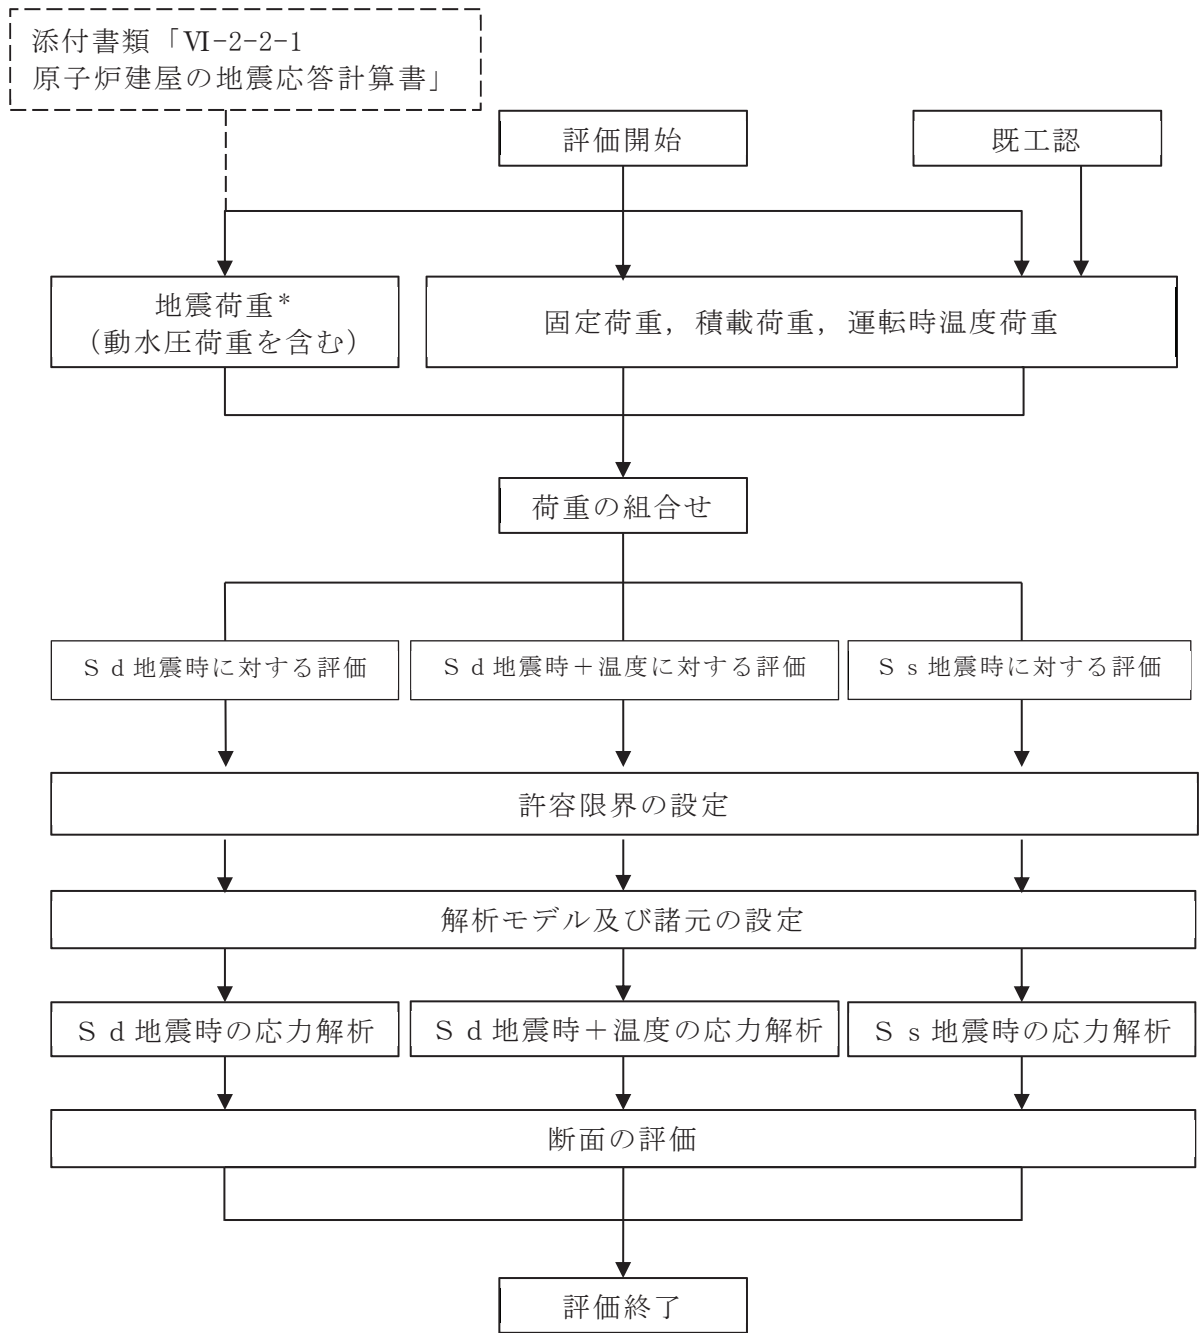 添付書類「Ⅵ-2-2-1
原子炉建屋の地震応答計算書」
評価開始
既工認
地震荷重*
(動水圧荷重を含む)
固定荷重，積載荷重，運転時温度荷重
荷重の組合せ
Ｓｄ地震時に対する評価
Ｓｄ地震時＋温度に対する評価
Ｓｓ地震時に対する評価
許容限界の設定
解析モデル及び諸元の設定
Ｓｄ地震時の応力解析
Ｓｄ地震時＋温度の応力解析
Ｓｓ地震時の応力解析
断面の評価
評価終了